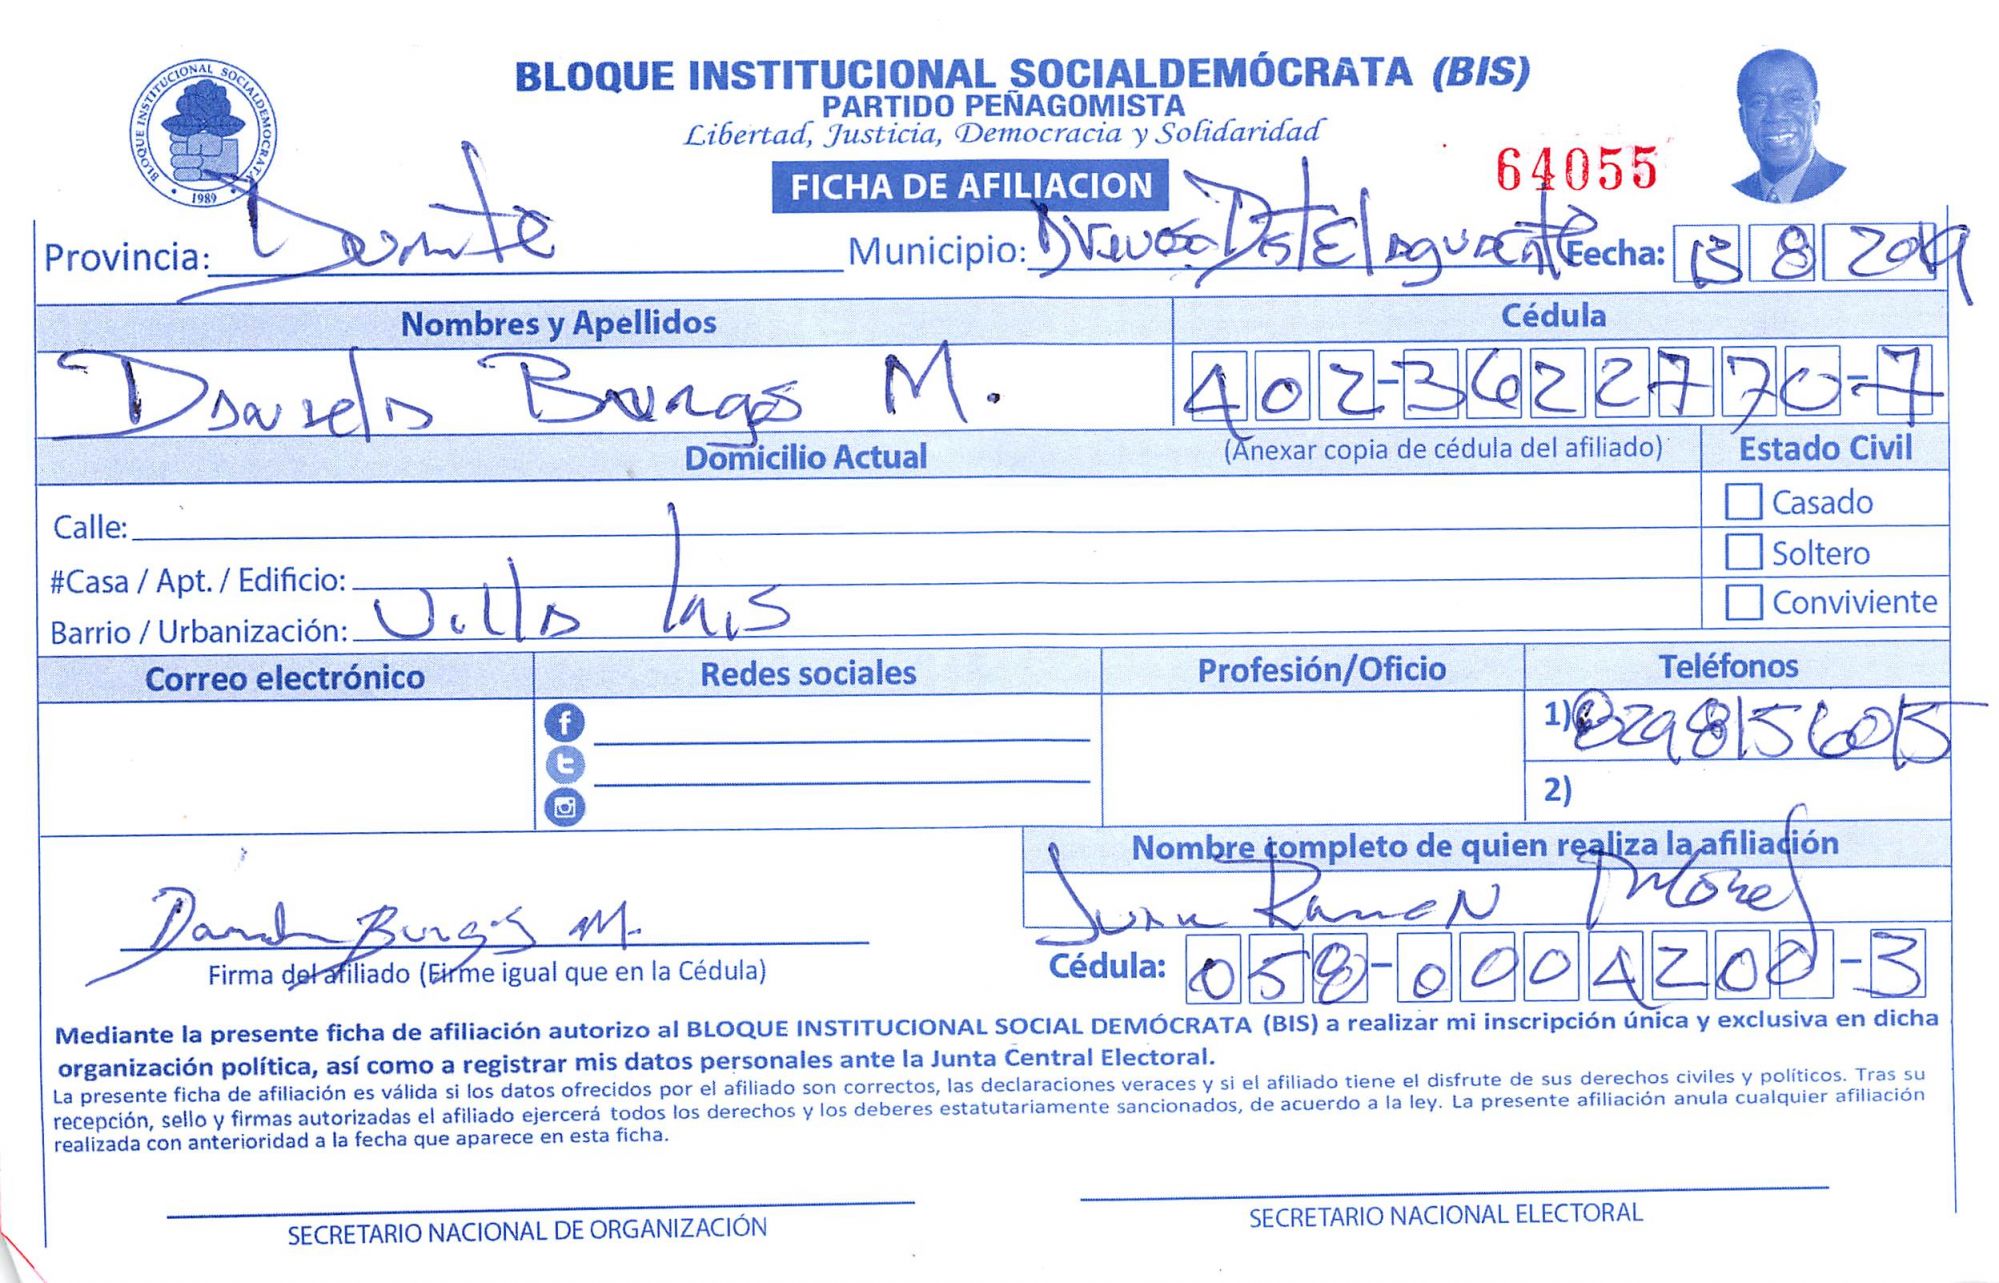 BLOQUE INSTITUCIONAL SOCIALDEMÓCRATA (BIS)
PARTIDO PEÑAGOMISTA
Libertad, Justicia, Democracia y Solidaridad
BLOQUE INSTITUCIONAL SOCIALDEMOCRATA
1989
FICHA DE AFILIACION
64055
Provincia: Duarte Municipio: Fecha: 13 8 2019
Nombres y Apellidos Cédula
Burgos M. 402-3622770-7
Domicilio Actual (Anexar copia de cédula del afiliado) Estado Civil
Calle: Casado
#Casa / Apt. / Edificio: Soltero
Barrio / Urbanización: Villa Conviviente
Correo electrónico Redes sociales Profesión/Oficio Teléfonos
1) 8298156015
2)
Nombre completo de quien realiza la afiliación
Juan Ramon
Burgos M.
Firma del afiliado (Firme igual que en la Cédula) Cédula: 058-0004200-3
Mediante la presente ficha de afiliación autorizo al BLOQUE INSTITUCIONAL SOCIAL DEMÓCRATA (BIS) a realizar mi inscripción única y exclusiva en dicha
organización política, así como a registrar mis datos personales ante la Junta Central Electoral.
La presente ficha de afiliación es válida si los datos ofrecidos por el afiliado son correctos, las declaraciones veraces y si el afiliado tiene el disfrute de sus derechos civiles y políticos. Tras su
recepción, sello y firmas autorizadas el afiliado ejercerá todos los derechos y los deberes estatutariamente sancionados, de acuerdo a la ley. La presente afiliación anula cualquier afiliación
realizada con anterioridad a la fecha que aparece en esta ficha.
SECRETARIO NACIONAL DE ORGANIZACIÓN SECRETARIO NACIONAL ELECTORAL